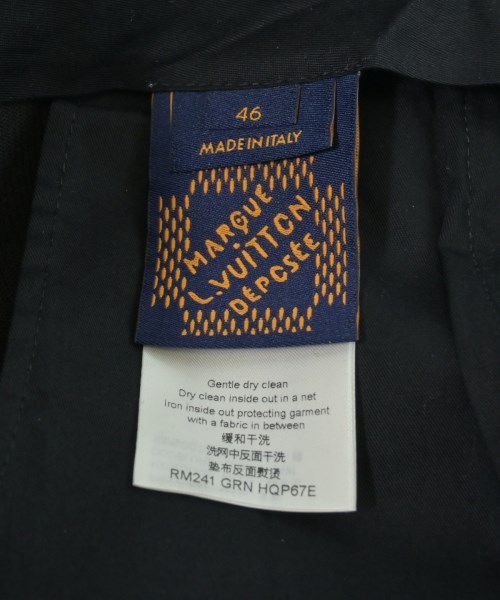 46
MADE IN ITALY
MARQUE
L. VUITTON
DÉPOSÉE
Gentle dry clean
Dry clean inside out in a net
Iron inside out protecting garment
with a fabric in between
缓和干洗
洗网中反面干洗
垫布反面熨烫
RM241 GRN HQP67E